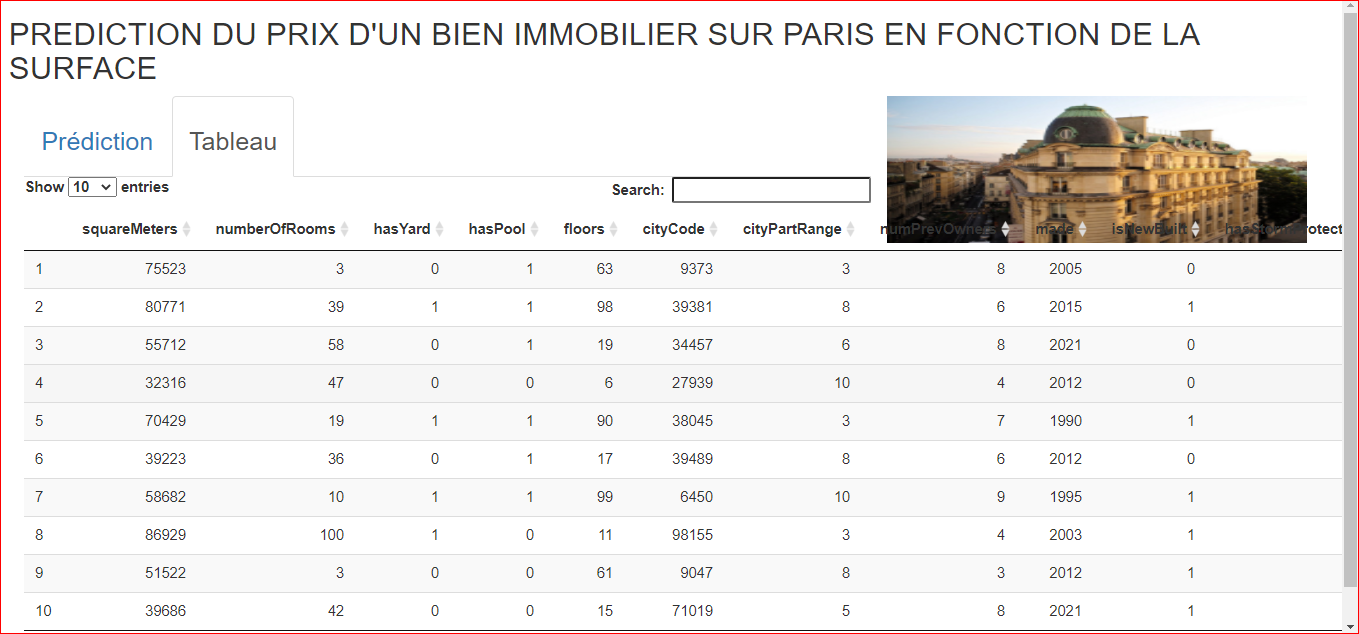 PREDICTION DU PRIX D'UN BIEN IMMOBILIER SUR PARIS EN FONCTION DE LA
SURFACE
Prédiction Tableau
Show 10 entries Search:
squareMeters numberOfRooms hasYard hasPool floors cityCode cityPartRange numPrevOwners made isNewBuilt hasStormProtect
1 75523 3 0 1 63 9373 3 8 2005 0
2 80771 39 1 1 98 39381 8 6 2015 1
3 55712 58 0 1 19 34457 6 8 2021 0
4 32316 47 0 0 6 27939 10 4 2012 0
5 70429 19 1 1 90 38045 3 7 1990 1
6 39223 36 0 1 17 39489 8 6 2012 0
7 58682 10 1 1 99 6450 10 9 1995 1
8 86929 100 1 0 11 98155 3 4 2003 1
9 51522 3 0 0 61 9047 8 3 2012 1
10 39686 42 0 0 15 71019 5 8 2021 1